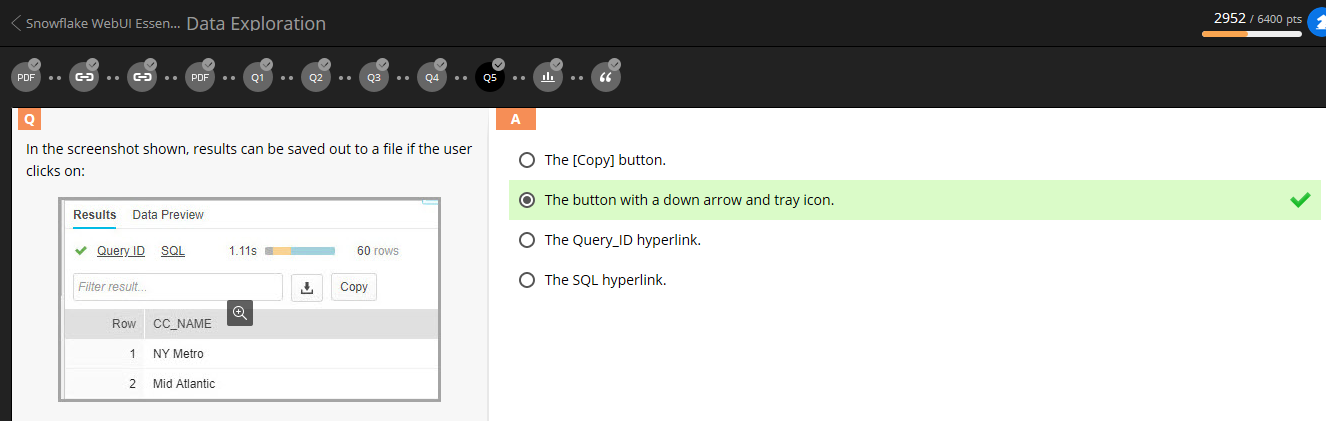 Snowflake WebUI Essen... Data Exploration
2952 / 6400 pts
PDF PDF Q1 Q2 Q3 Q4 Q5
Q
In the screenshot shown, results can be saved out to a file if the user
clicks on:
Results Data Preview
Query ID SQL 1.11s 60 rows
Filter result... Copy
Row CC_NAME
1 NY Metro
2 Mid Atlantic
A
The [Copy] button.
The button with a down arrow and tray icon.
The Query_ID hyperlink.
The SQL hyperlink.